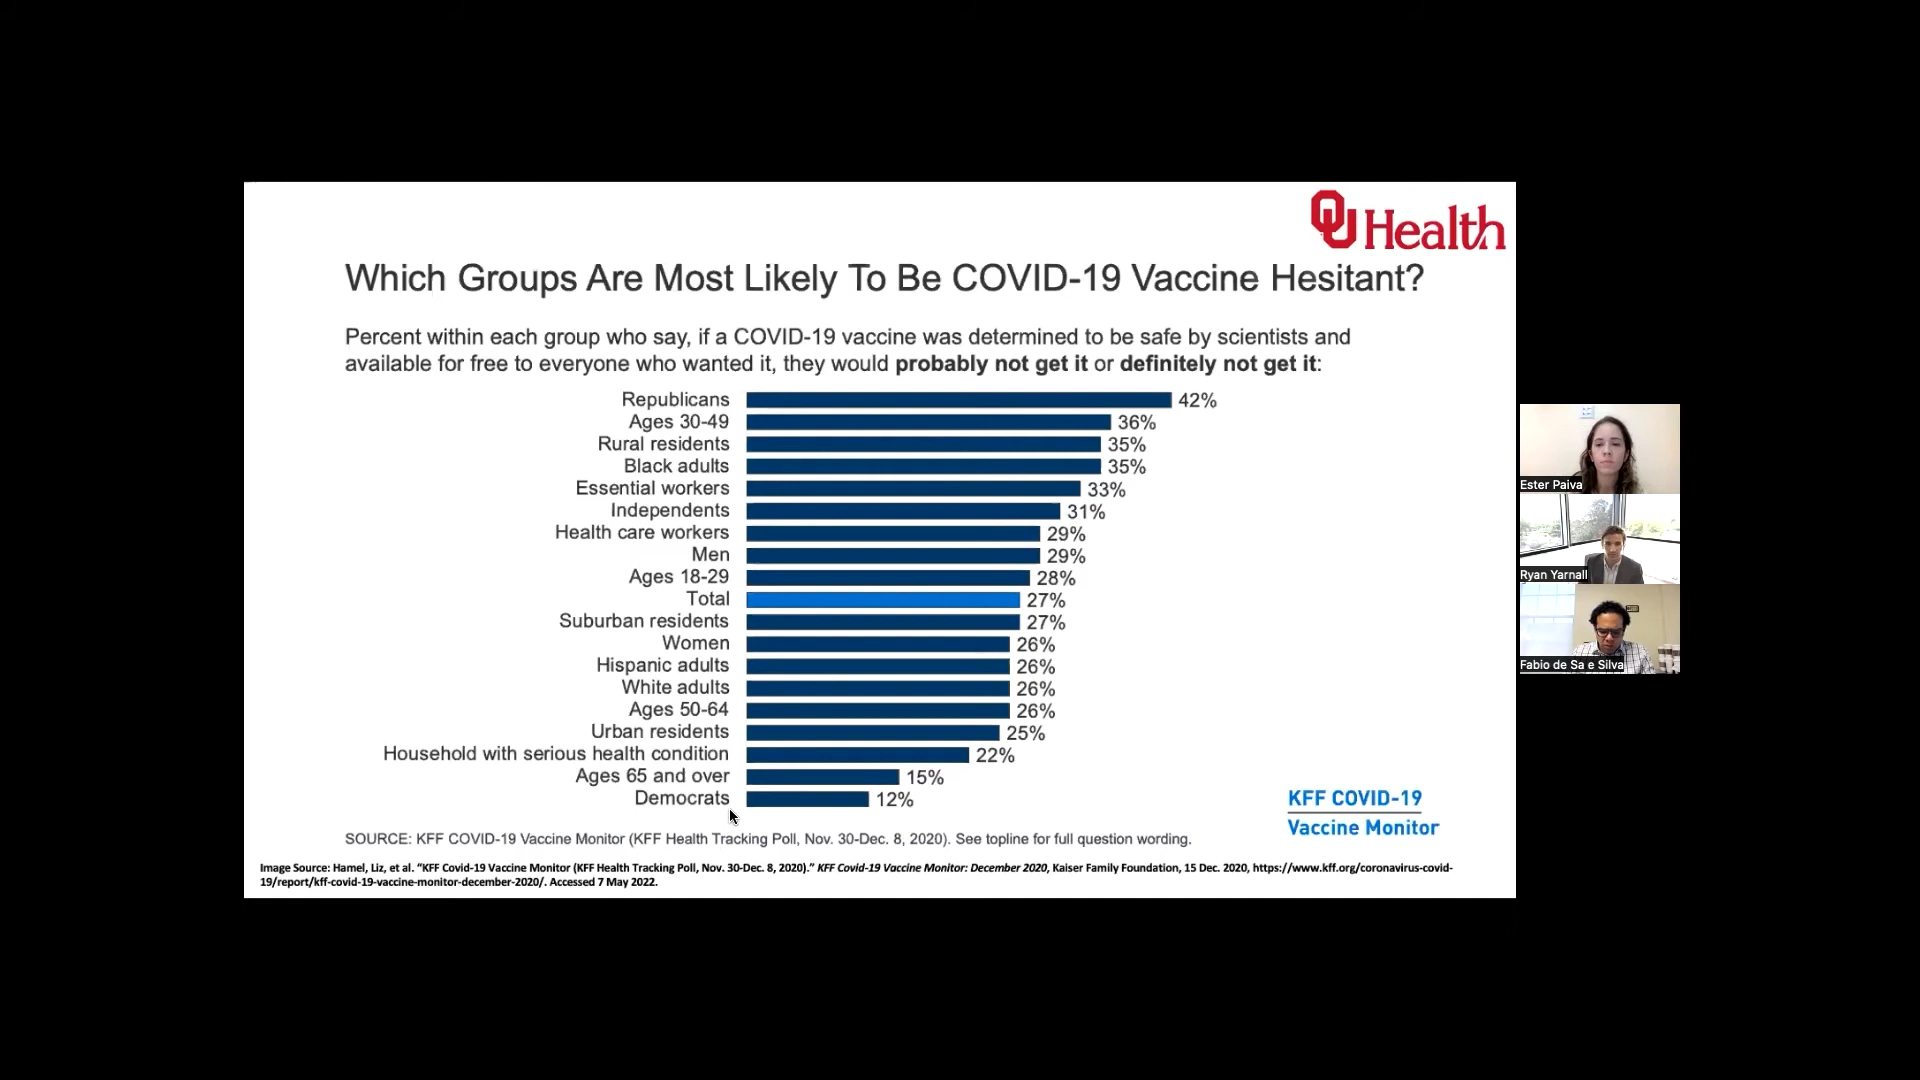 OU Health
Which Groups Are Most Likely To Be COVID-19 Vaccine Hesitant?
Percent within each group who say, if a COVID-19 vaccine was determined to be safe by scientists and
available for free to everyone who wanted it, they would probably not get it or definitely not get it:
Republicans 42%
Ages 30-49 36%
Rural residents 35%
Black adults 35%
Essential workers 33%
Independents 31%
Health care workers 29%
Men 29%
Ages 18-29 28%
Total 27%
Suburban residents 27%
Women 26%
Hispanic adults 26%
White adults 26%
Ages 50-64 26%
Urban residents 25%
Household with serious health condition 22%
Ages 65 and over 15%
Democrats 12%
KFF COVID-19
Vaccine Monitor
SOURCE: KFF COVID-19 Vaccine Monitor (KFF Health Tracking Poll, Nov. 30-Dec. 8, 2020). See topline for full question wording.
Image Source: Hamel, Liz, et al. “KFF Covid-19 Vaccine Monitor (KFF Health Tracking Poll, Nov. 30-Dec. 8, 2020).” KFF Covid-19 Vaccine Monitor: December 2020, Kaiser Family Foundation, 15 Dec. 2020, https://www.kff.org/coronavirus-covid-
19/report/kff-covid-19-vaccine-monitor-december-2020/. Accessed 7 May 2022.
Ester Paiva
Ryan Yarnall
Fabio de Sa e Silva